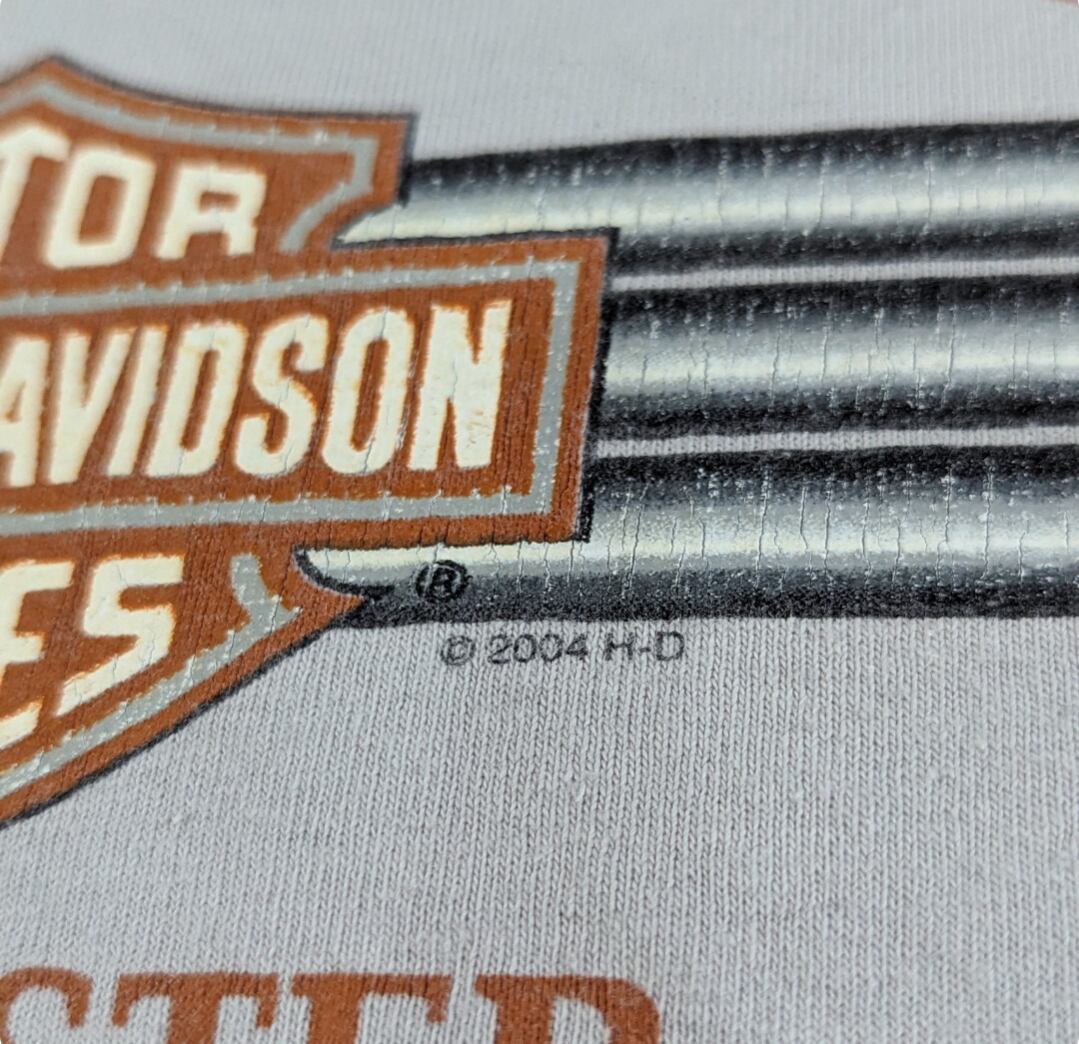 TOR
AVIDSON
ES
®
© 2004 H-D
STER